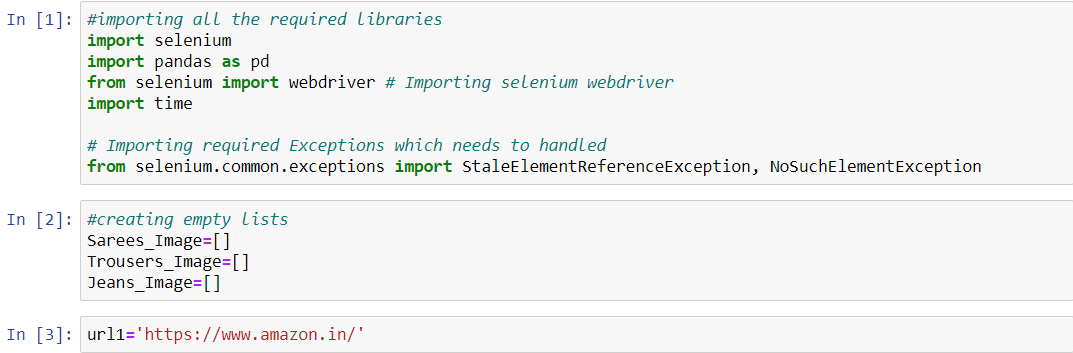 In [1]: #importing all the required libraries
import selenium
import pandas as pd
from selenium import webdriver # Importing selenium webdriver
import time
# Importing required Exceptions which needs to handled
from selenium.common.exceptions import StaleElementReferenceException, NoSuchElementException
In [2]: #creating empty lists
Sarees_Image=[]
Trousers_Image=[]
Jeans_Image=[]
In [3]: url1='https://www.amazon.in/'